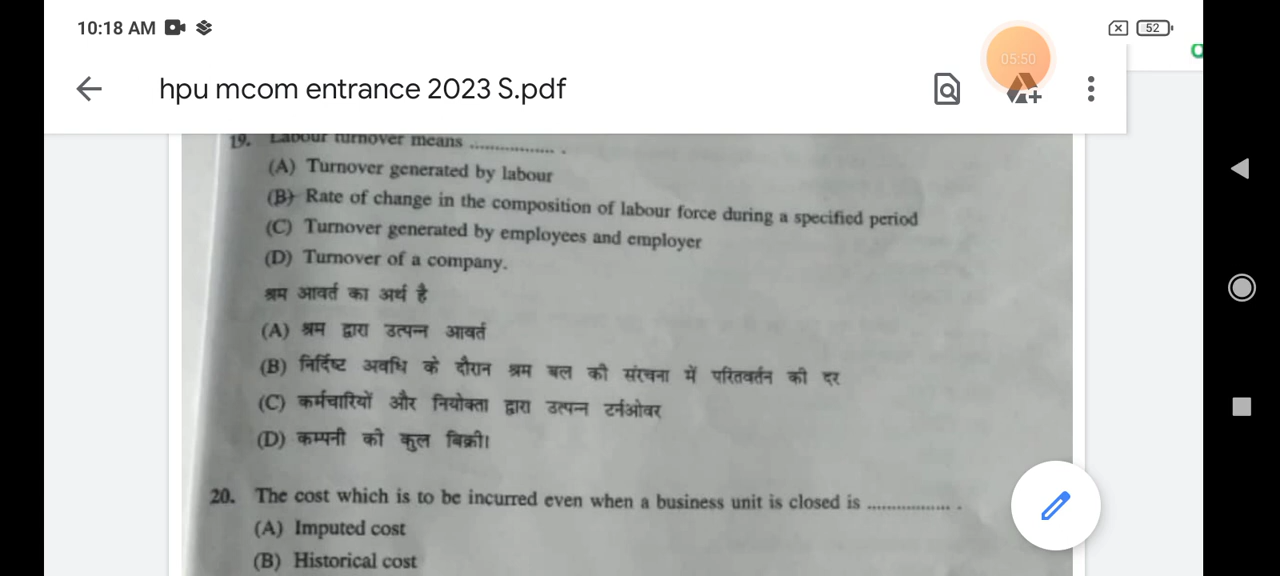 10:18 AM
52
05:50
hpu mcom entrance 2023 S.pdf
19. Labour turnover means ................ .
(A) Turnover generated by labour
(B) Rate of change in the composition of labour force during a specified period
(C) Turnover generated by employees and employer
(D) Turnover of a company.
श्रम आवर्त का अर्थ है
(A) श्रम द्वारा उत्पन्न आवर्त
(B) निर्दिष्ट अवधि के दौरान श्रम बल की संरचना में परितवर्तन की दर
(C) कर्मचारियों और नियोक्ता द्वारा उत्पन्न टर्नओवर
(D) कम्पनी की कुल बिक्री।
20. The cost which is to be incurred even when a business unit is closed is ................ .
(A) Imputed cost
(B) Historical cost